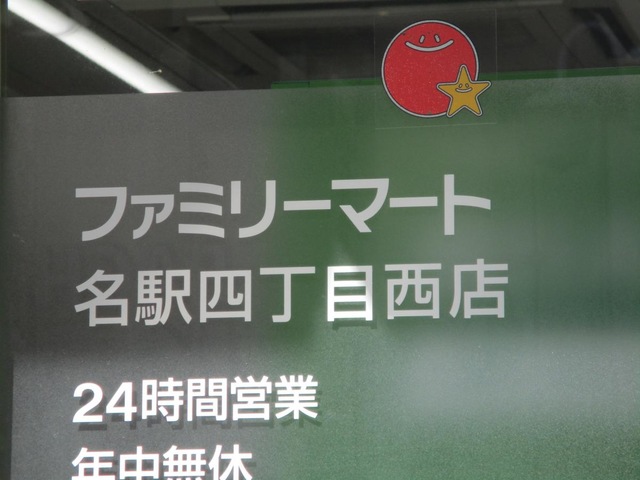 ファミリーマート
名駅四丁目西店
24時間営業
年中無休